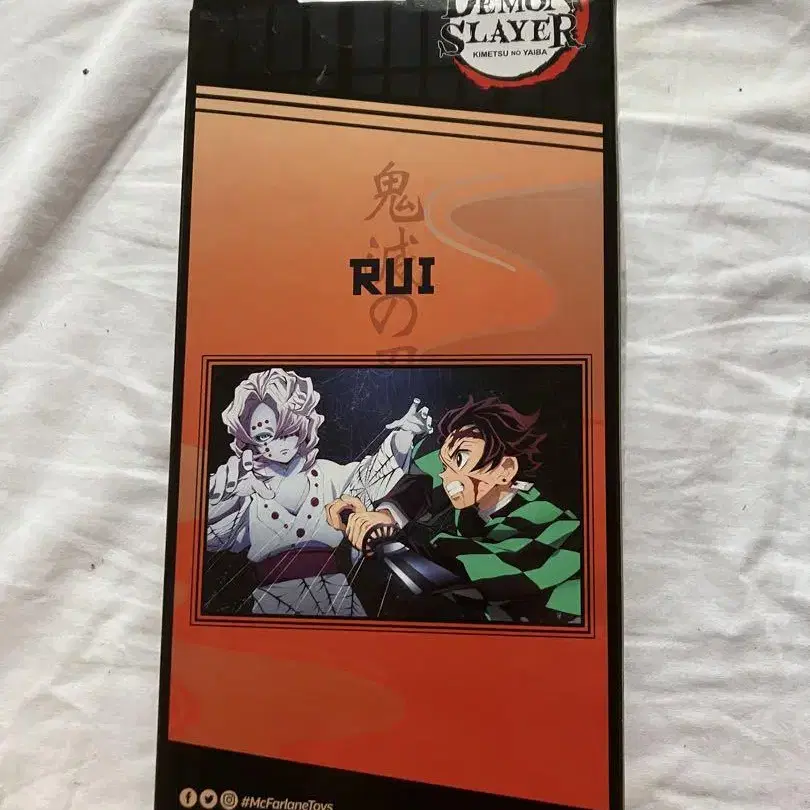 DEMON
SLAYER
KIMETSU NO YAIBA
鬼滅の
RUI
#McFarlaneToys